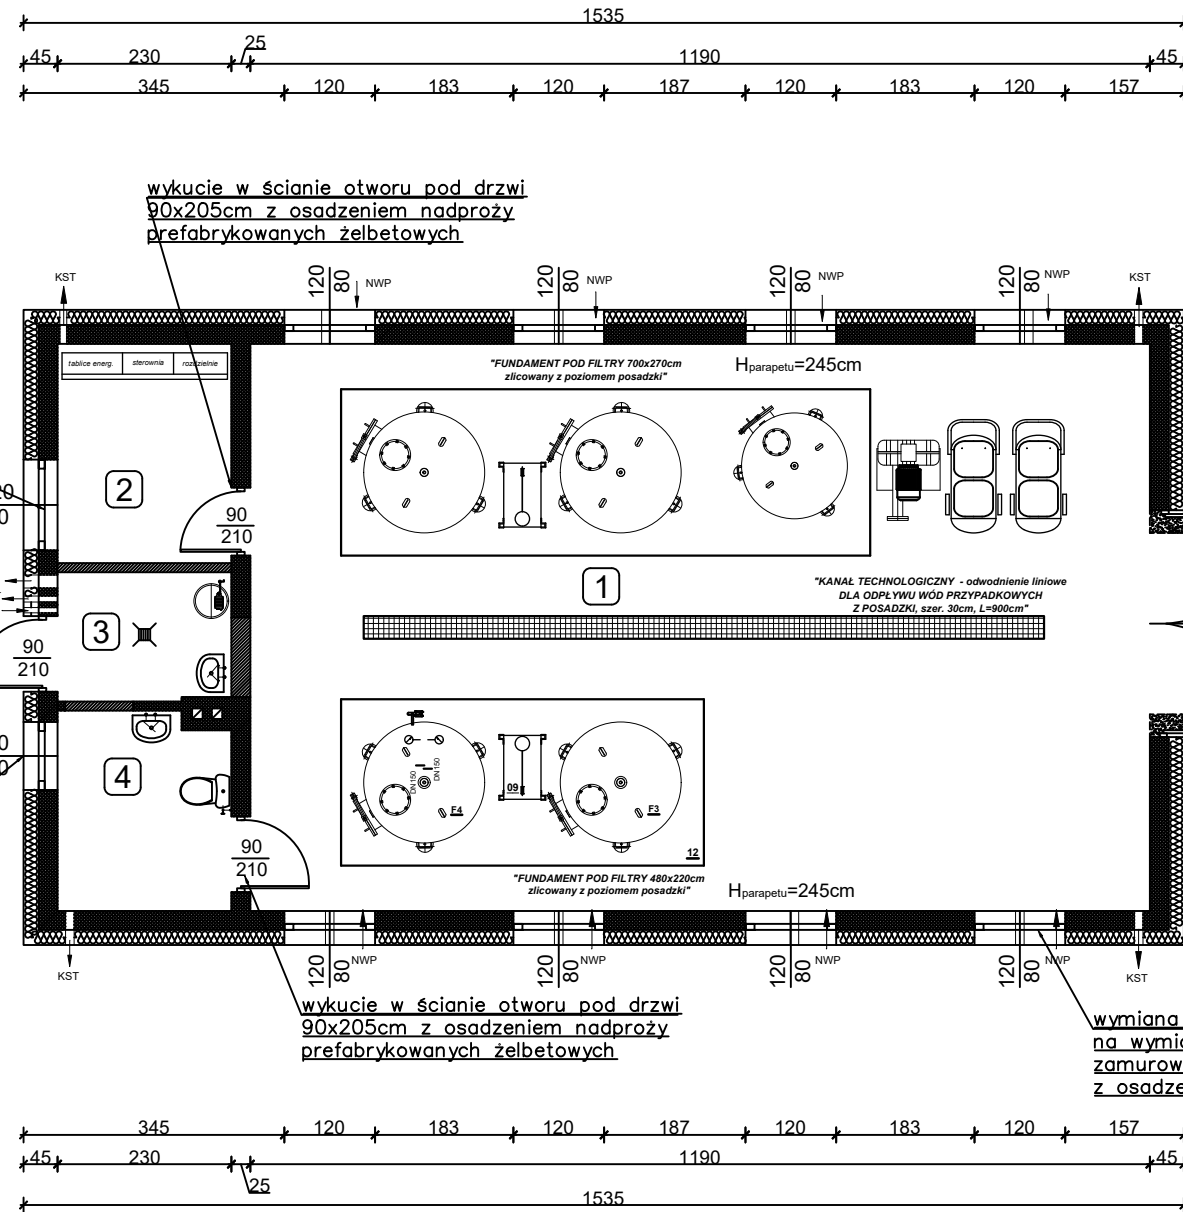 1535
45 230 25 1190 45
345 120 183 120 187 120 183 120 157
wykucie w ścianie otworu pod drzwi
90x205cm z osadzeniem nadproży
prefabrykowanych żelbetowych
KST 120 80 NWP 120 80 NWP 120 80 NWP 120 80 NWP KST
tablice energ. sterownia rozdzielnie
"FUNDAMENT POD FILTRY 700x270cm
zlicowany z poziomem posadzki"
Hparapetu=245cm
2
90
210
1
"KANAŁ TECHNOLOGICZNY - odwodnienie liniowe
DLA ODPŁYWU WÓD PRZYPADKOWYCH
Z POSADZKI, szer. 30cm, L=900cm"
3
90
210
4
DN150
DN150
09
F4
F3
12
90
210
"FUNDAMENT POD FILTRY 480x220cm
zlicowany z poziomem posadzki"
Hparapetu=245cm
KST 120 80 NWP 120 80 NWP 120 80 NWP 120 80 NWP KST
wykucie w ścianie otworu pod drzwi
90x205cm z osadzeniem nadproży
prefabrykowanych żelbetowych
wymiana
na
z
345 120 183 120 187 120 183 120 157
45 230 25 1190 45
1535